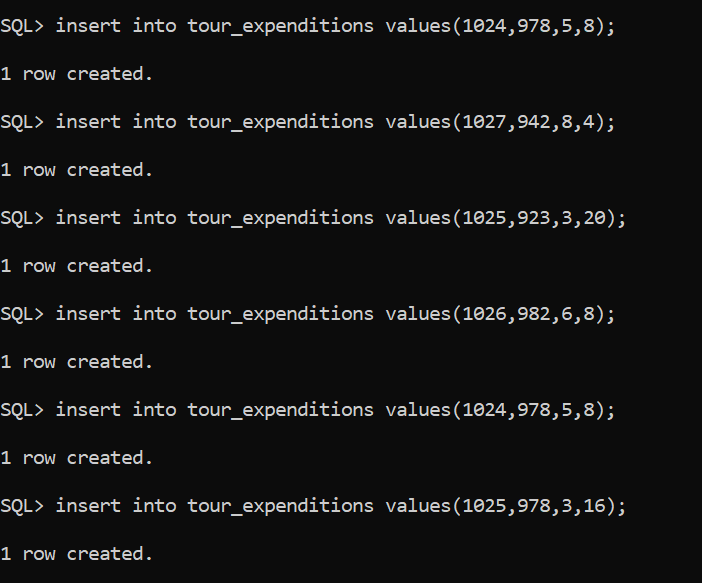 SQL> insert into tour_expenditions values(1024,978,5,8);
1 row created.
SQL> insert into tour_expenditions values(1027,942,8,4);
1 row created.
SQL> insert into tour_expenditions values(1025,923,3,20);
1 row created.
SQL> insert into tour_expenditions values(1026,982,6,8);
1 row created.
SQL> insert into tour_expenditions values(1024,978,5,8);
1 row created.
SQL> insert into tour_expenditions values(1025,978,3,16);
1 row created.